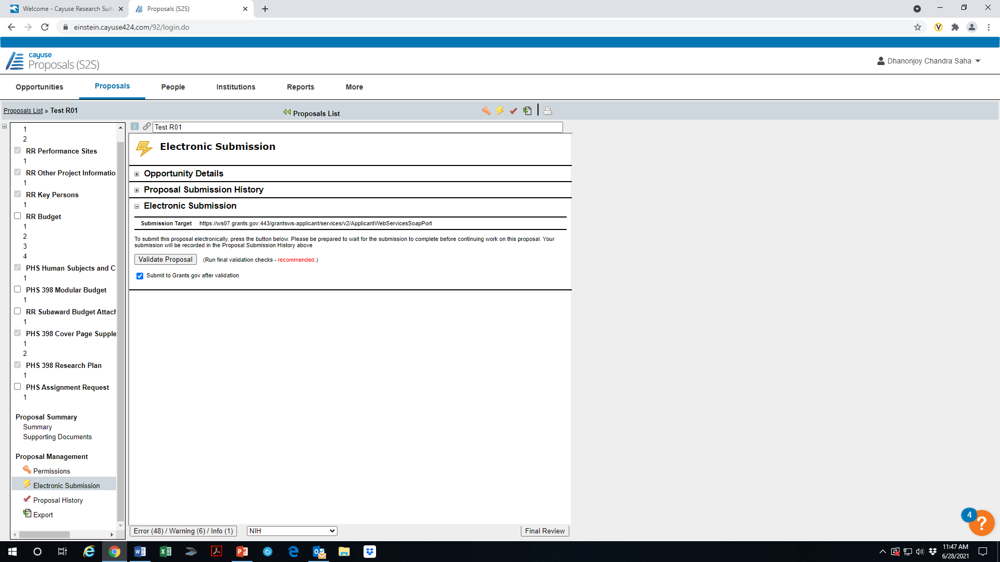 Welcome - Cayuse Research Suit
Proposals (S2S)
einstein.cayuse424.com/92/login.do
cayuse
Proposals (S2S)
Dhanonjoy Chandra Saha
Opportunities
Proposals
People
Institutions
Reports
More
Proposals List » Test R01
Proposals List
1
2
RR Performance Sites
1
RR Other Project Informatio
1
RR Key Persons
1
RR Budget
1
2
3
4
PHS Human Subjects and C
1
PHS 398 Modular Budget
1
RR Subaward Budget Attach
1
PHS 398 Cover Page Supple
1
2
PHS 398 Research Plan
1
PHS Assignment Request
1
Proposal Summary
Summary
Supporting Documents
Proposal Management
Permissions
Electronic Submission
Proposal History
Export
Test R01
Electronic Submission
Opportunity Details
Proposal Submission History
Electronic Submission
Submission Target https://ws07.grants.gov:443/grantsws-applicant/services/v2/ApplicantWebServicesSoapPort
To submit this proposal electronically, press the button below. Please be prepared to wait for the submission to complete before continuing work on this proposal. Your
submission will be recorded in the Proposal Submission History above
Validate Proposal (Run final validation checks - recommended.)
Submit to Grants.gov after validation
Error (48) / Warning (6) / Info (1)
NIH
Final Review
4
?
11:47 AM
6/28/2021